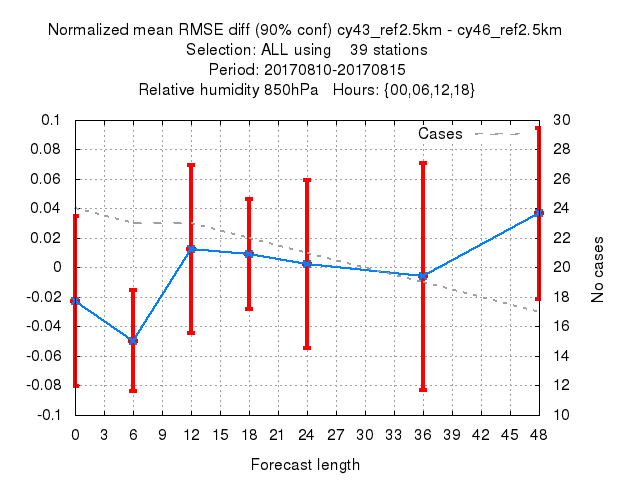 Normalized mean RMSE diff (90% conf) cy43_ref2.5km - cy46_ref2.5km
Selection: ALL using    39 stations
Period: 20170810-20170815
Relative humidity 850hPa   Hours: {00,06,12,18}
Cases
0.1
0.08
0.06
0.04
0.02
0
-0.02
-0.04
-0.06
-0.08
-0.1
30
28
26
24
22
20
18
16
14
12
10
No cases
0 3 6 9 12 15 18 21 24 27 30 33 36 39 42 45 48
Forecast length